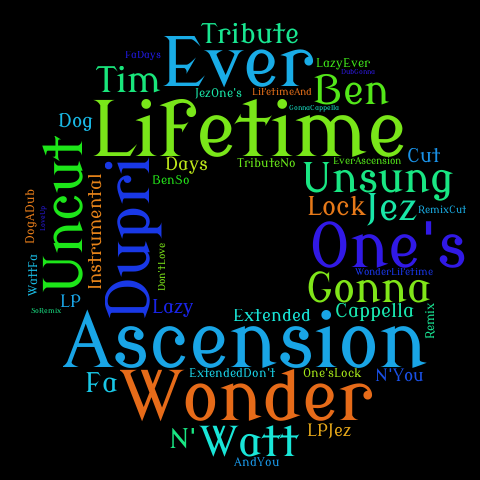 Tribute
FaDays
Ever
LazyEver
Tim
JezOne's
LifetimeAnd
Ben
GonnaCappella
Dog
Lifetime
Uncut
Dupri
Days
TributeNo
EverAscension
Cut
BenSo
Unsung
DogADub
Instrumental
Lock
Jez
RemixCut
One's
WattFa
Don'tLove
WonderLifetime
Gonna
LP
Lazy
SoRemix
Extended
Cappella
Remix
Ascension
Fa
ExtendedDon't
One'sLock
N'You
Wonder
N'
Watt
LPJez
AndYou